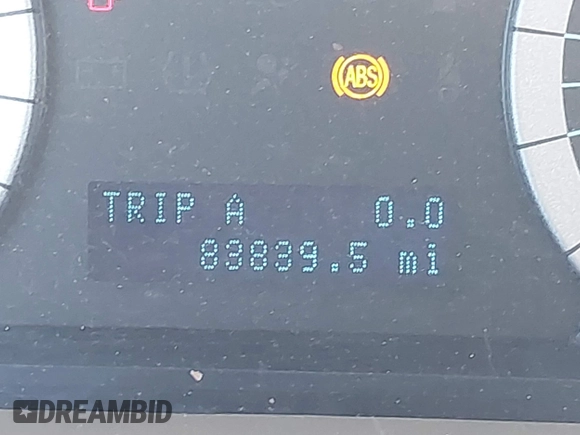 ABS
TRIP A 0.0
83839.5 mi
DREAMBID